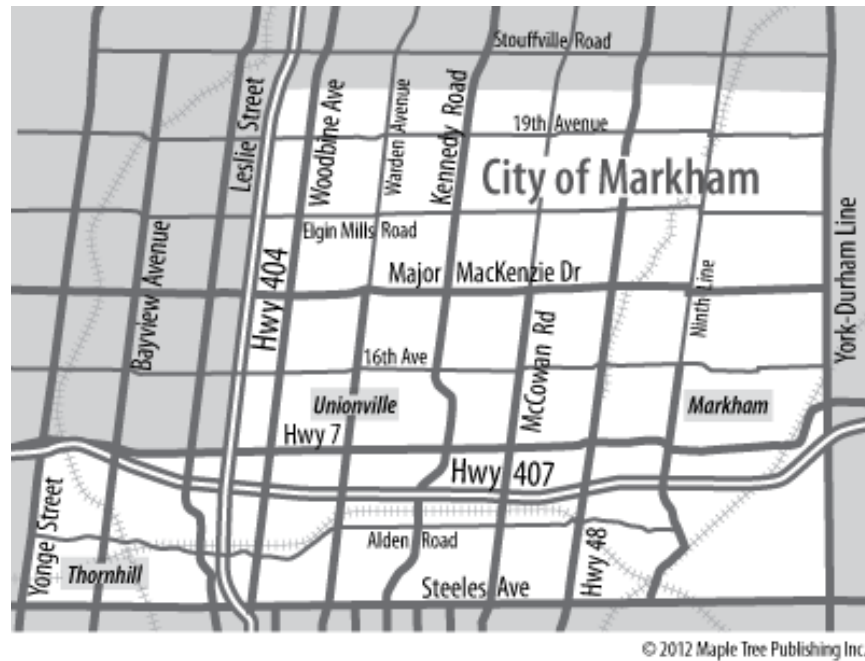 Stouffville Road
Leslie Street
Woodbine Ave
Warden Avenue
Kennedy Road
19th Avenue
City of Markham
Elgin Mills Road
Bayview Avenue
Hwy 404
Major MacKenzie Dr
Ninth Line
York-Durham Line
16th Ave
McCowan Rd
Unionville
Markham
Hwy 7
Hwy 407
Yonge Street
Alden Road
Hwy 48
Thornhill
Steeles Ave
© 2012 Maple Tree Publishing Inc.